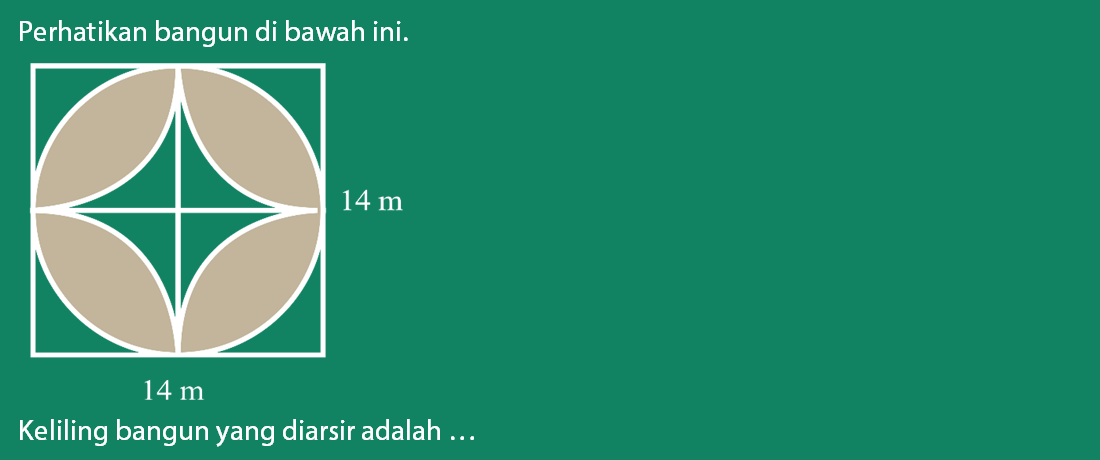 Perhatikan bangun di bawah ini.
14 m
14 m
Keliling bangun yang diarsir adalah ...